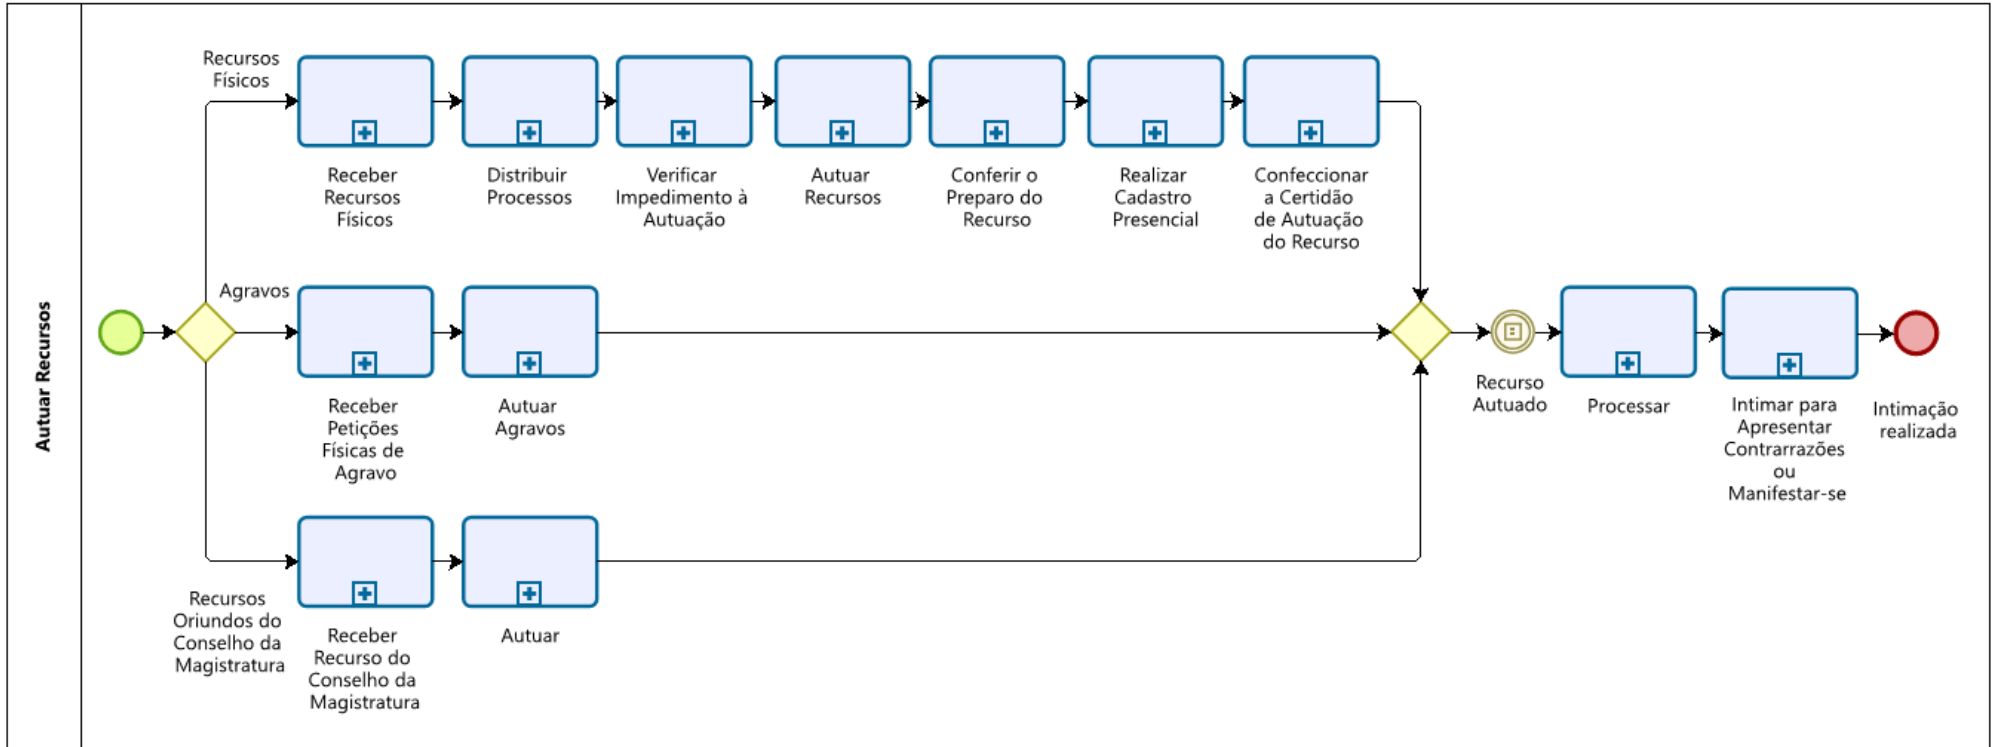 Autuar Recursos
Recursos
Físicos
Receber
Recursos
Físicos
Distribuir
Processos
Verificar
Impedimento à
Autuação
Autuar
Recursos
Conferir o
Preparo do
Recurso
Realizar
Cadastro
Presencial
Confeccionar
a Certidão
de Autuação
do Recurso
Agravos
Receber
Petições
Físicas de
Agravo
Autuar
Agravos
Recursos
Oriundos do
Conselho da
Magistratura
Receber
Recurso do
Conselho da
Magistratura
Autuar
Recurso
Autuado
Processar
Intimar para
Apresentar
Contrarrazões
ou
Manifestar-se
Intimação
realizada